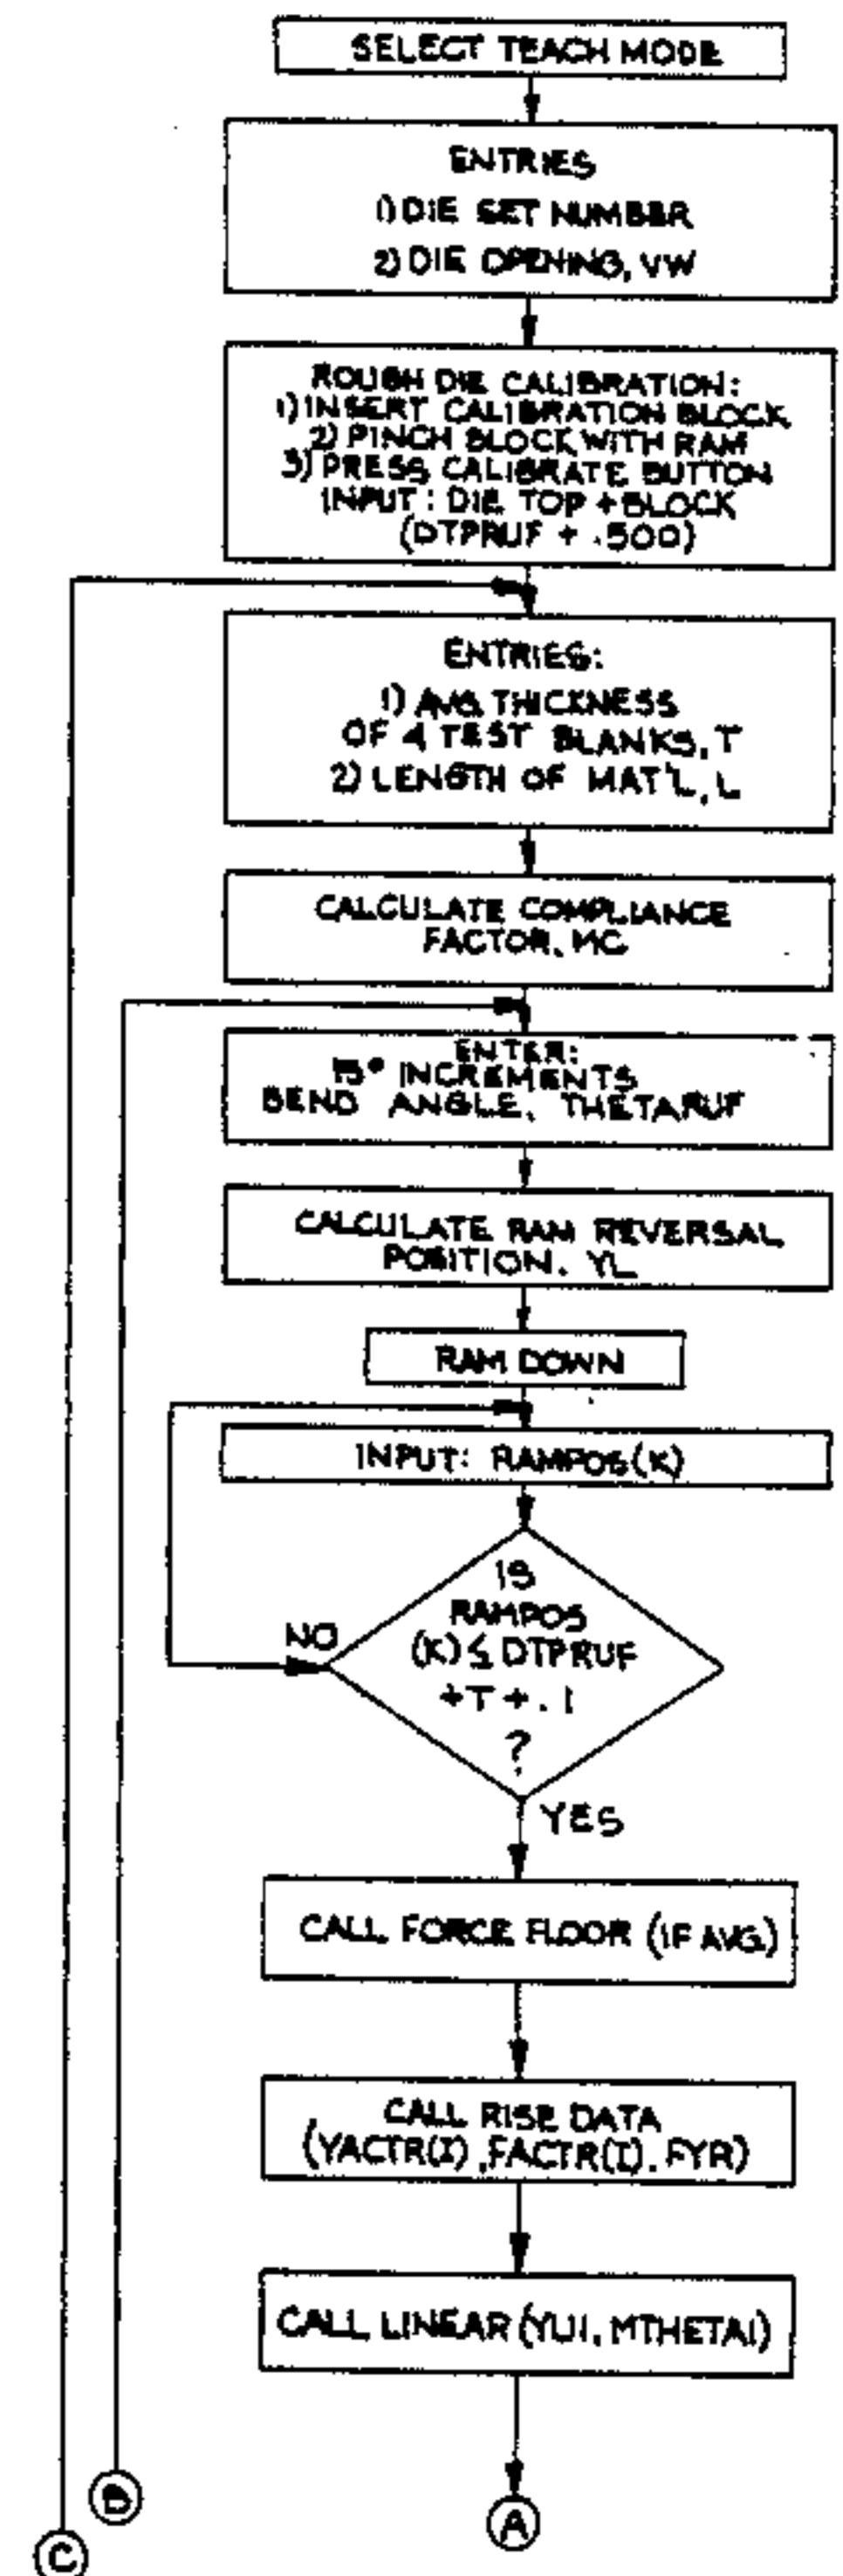 SELECT TEACH MODE
ENTRIES
1) DIE SET NUMBER
2) DIE OPENING, VW
ROUGH DIE CALIBRATION:
1) INSERT CALIBRATION BLOCK
2) PINCH BLOCK WITH RAM
3) PRESS CALIBRATE BUTTON
INPUT: DIE TOP + BLOCK
(DTPRUF + .500)
ENTRIES:
1) AVG. THICKNESS
OF 4 TEST BLANKS, T
2) LENGTH OF MAT'L, L
CALCULATE COMPLIANCE
FACTOR, MC
ENTER:
15° INCREMENTS
BEND ANGLE, THETARUF
CALCULATE RAM REVERSAL
POSITION. YL
RAM DOWN
INPUT: RAMPOS(K)
IS
RAMPOS
(K) ≤ DTPRUF
+T+.1
?
NO
YES
CALL FORCE FLOOR (IF AVG.)
CALL RISE DATA
(YACTR(I), FACTR(I). FYR)
CALL LINEAR (YU1, MTHETA1)
A
C